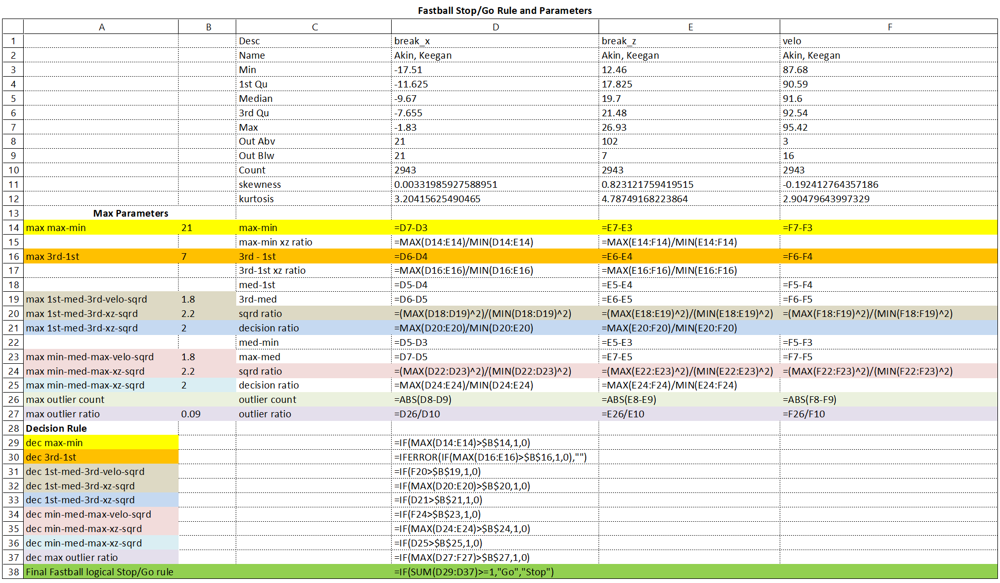 Fastball Stop/Go Rule and Parameters
A B C D E F
1 Desc break_x break_z velo
2 Name Akin, Keegan Akin, Keegan Akin, Keegan
3 Min -17.51 12.46 87.68
4 1st Qu -11.625 17.825 90.59
5 Median -9.67 19.7 91.6
6 3rd Qu -7.655 21.48 92.54
7 Max -1.83 26.93 95.42
8 Out Abv 21 102 3
9 Out Blw 21 7 16
10 Count 2943 2943 2943
11 skewness 0.00331985927588951 0.823121759419515 -0.192412764357186
12 kurtosis 3.20415625490465 4.78749168223864 2.90479643997329
13 Max Parameters
14 max max-min 21 max-min =D7-D3 =E7-E3 =F7-F3
15 max-min xz ratio =MAX(D14:E14)/MIN(D14:E14) =MAX(E14:F14)/MIN(E14:F14)
16 max 3rd-1st 7 3rd - 1st =D6-D4 =E6-E4 =F6-F4
17 3rd-1st xz ratio =MAX(D16:E16)/MIN(D16:E16) =MAX(E16:F16)/MIN(E16:F16)
18 med-1st =D5-D4 =E5-E4 =F5-F4
19 max 1st-med-3rd-velo-sqrd 1.8 3rd-med =D6-D5 =E6-E5 =F6-F5
20 max 1st-med-3rd-xz-sqrd 2.2 sqrd ratio =(MAX(D18:D19)^2)/(MIN(D18:D19)^2) =(MAX(E18:E19)^2)/(MIN(E18:E19)^2) =(MAX(F18:F19)^2)/(MIN(F18:F19)^2)
21 max 1st-med-3rd-xz-sqrd 2 decision ratio =MAX(D20:E20)/MIN(D20:E20) =MAX(E20:F20)/MIN(E20:F20)
22 med-min =D5-D3 =E5-E3 =F5-F3
23 max min-med-max-velo-sqrd 1.8 max-med =D7-D5 =E7-E5 =F7-F5
24 max min-med-max-xz-sqrd 2.2 sqrd ratio =(MAX(D22:D23)^2)/(MIN(D22:D23)^2) =(MAX(E22:E23)^2)/(MIN(E22:E23)^2) =(MAX(F22:F23)^2)/(MIN(F22:F23)^2)
25 max min-med-max-xz-sqrd 2 decision ratio =MAX(D24:E24)/MIN(D24:E24) =MAX(E24:F24)/MIN(E24:F24)
26 max outlier count outlier count =ABS(D8-D9) =ABS(E8-E9) =ABS(F8-F9)
27 max outlier ratio 0.09 outlier ratio =D26/D10 =E26/E10 =F26/F10
28 Decision Rule
29 dec max-min =IF(MAX(D14:E14)>$B$14,1,0)
30 dec 3rd-1st =IFERROR(IF(MAX(D16:E16)>$B$16,1,0),"")
31 dec 1st-med-3rd-velo-sqrd =IF(F20>$B$19,1,0)
32 dec 1st-med-3rd-xz-sqrd =IF(MAX(D20:E20)>$B$20,1,0)
33 dec 1st-med-3rd-xz-sqrd =IF(D21>$B$21,1,0)
34 dec min-med-max-velo-sqrd =IF(F24>$B$23,1,0)
35 dec min-med-max-xz-sqrd =IF(MAX(D24:E24)>$B$24,1,0)
36 dec min-med-max-xz-sqrd =IF(D25>$B$25,1,0)
37 dec max outlier ratio =IF(MAX(D27:F27)>$B$27,1,0)
38 Final Fastball logical Stop/Go rule =IF(SUM(D29:D37)>=1,"Go","Stop")